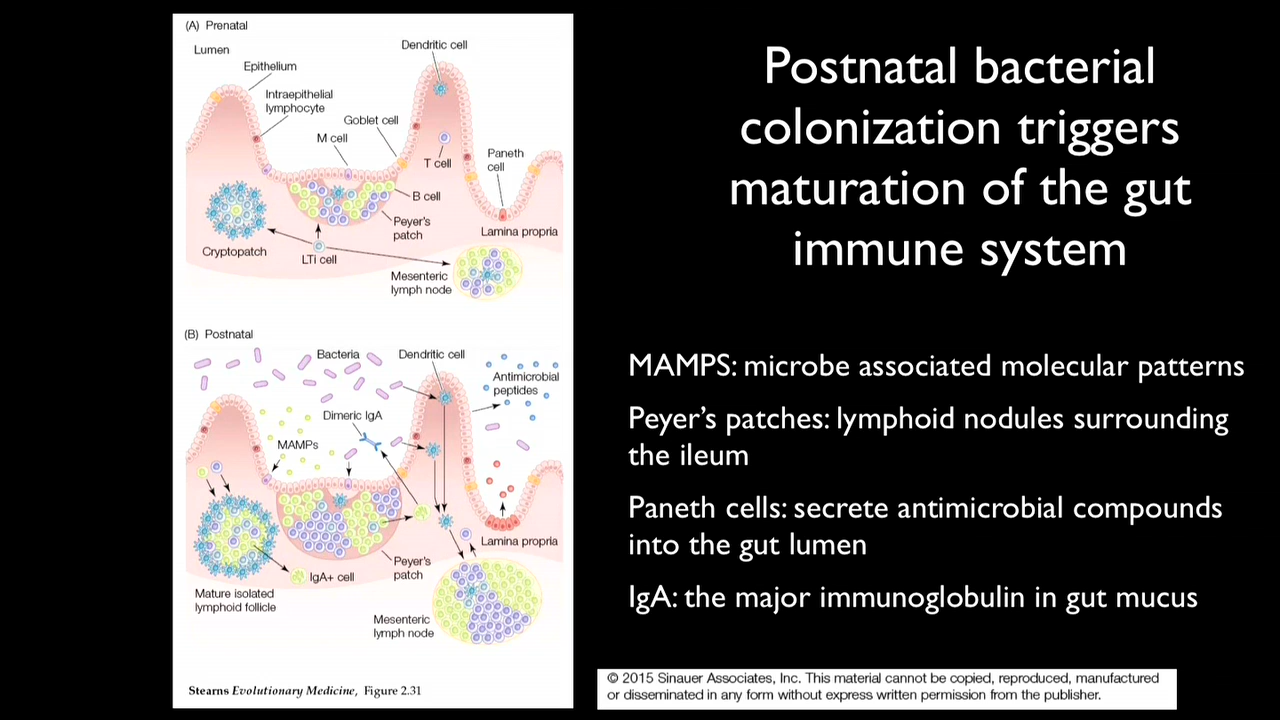 (A) Prenatal
Lumen
Epithelium
Intraepithelial
lymphocyte
Dendritic cell
Goblet cell
M cell
T cell
Paneth
cell
B cell
Peyer's
patch
Lamina propria
Cryptopatch
LTi cell
Mesenteric
lymph node
(B) Postnatal
Bacteria
Dendritic cell
Antimicrobial
peptides
Dimeric IgA
MAMPs
Lamina propria
Peyer's
patch
IgA+ cell
Mature isolated
lymphoid follicle
Mesenteric
lymph node
Stearns Evolutionary Medicine, Figure 2.31
Postnatal bacterial
colonization triggers
maturation of the gut
immune system
MAMPS: microbe associated molecular patterns
Peyer's patches: lymphoid nodules surrounding
the ileum
Paneth cells: secrete antimicrobial compounds
into the gut lumen
IgA: the major immunoglobulin in gut mucus
© 2015 Sinauer Associates, Inc. This material cannot be copied, reproduced, manufactured
or disseminated in any form without express written permission from the publisher.